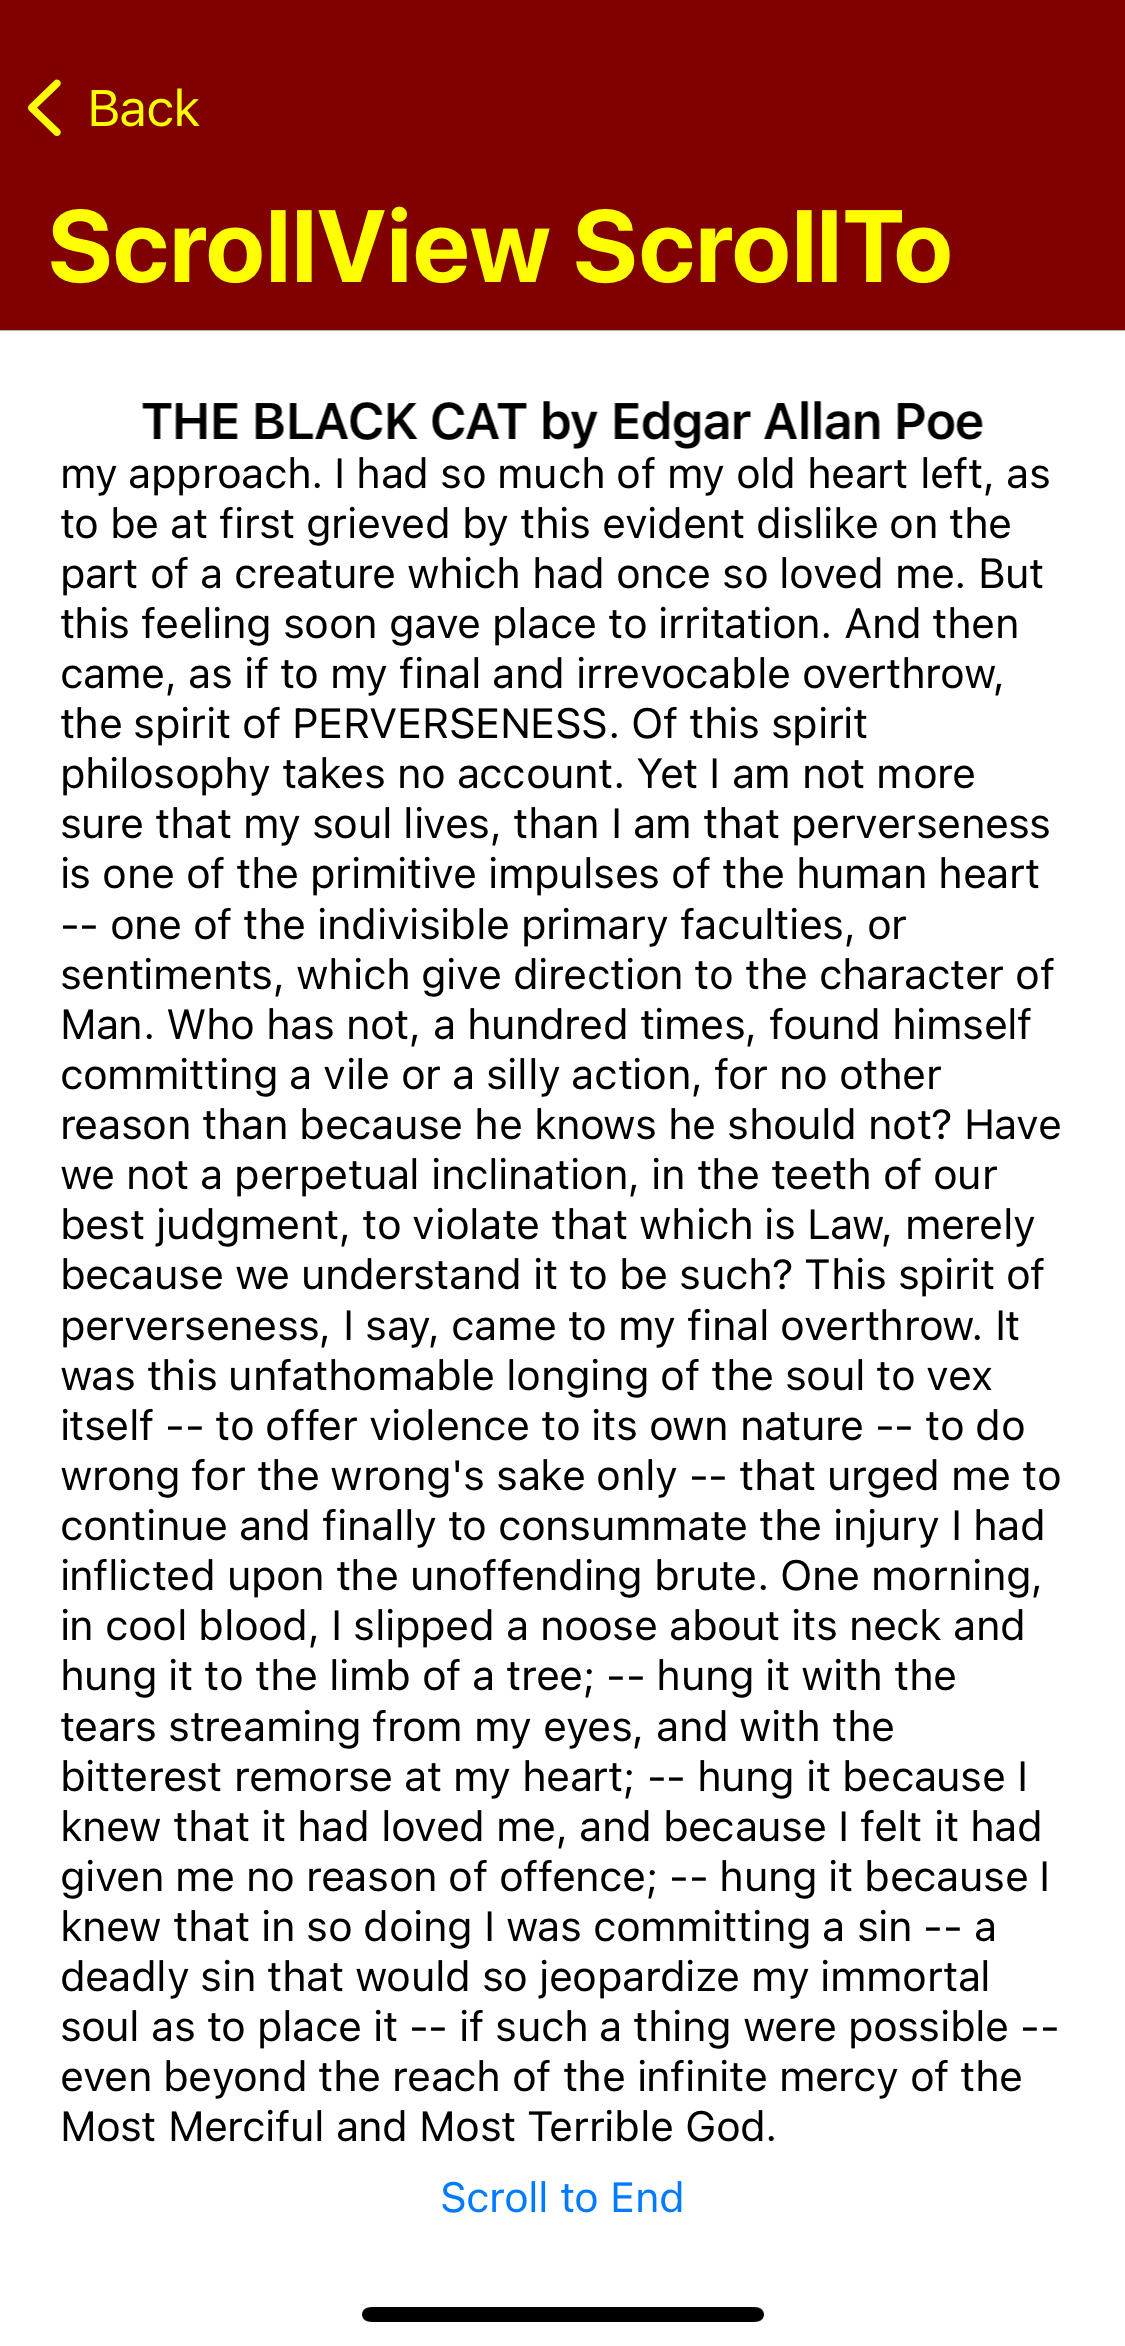 Back
ScrollView ScrollTo
THE BLACK CAT by Edgar Allan Poe
my approach. I had so much of my old heart left, as
to be at first grieved by this evident dislike on the
part of a creature which had once so loved me. But
this feeling soon gave place to irritation. And then
came, as if to my final and irrevocable overthrow,
the spirit of PERVERSENESS. Of this spirit
philosophy takes no account. Yet I am not more
sure that my soul lives, than I am that perverseness
is one of the primitive impulses of the human heart
-- one of the indivisible primary faculties, or
sentiments, which give direction to the character of
Man. Who has not, a hundred times, found himself
committing a vile or a silly action, for no other
reason than because he knows he should not? Have
we not a perpetual inclination, in the teeth of our
best judgment, to violate that which is Law, merely
because we understand it to be such? This spirit of
perverseness, I say, came to my final overthrow. It
was this unfathomable longing of the soul to vex
itself -- to offer violence to its own nature -- to do
wrong for the wrong's sake only -- that urged me to
continue and finally to consummate the injury I had
inflicted upon the unoffending brute. One morning,
in cool blood, I slipped a noose about its neck and
hung it to the limb of a tree; -- hung it with the
tears streaming from my eyes, and with the
bitterest remorse at my heart; -- hung it because I
knew that it had loved me, and because I felt it had
given me no reason of offence; -- hung it because I
knew that in so doing I was committing a sin -- a
deadly sin that would so jeopardize my immortal
soul as to place it -- if such a thing were possible --
even beyond the reach of the infinite mercy of the
Most Merciful and Most Terrible God.
Scroll to End